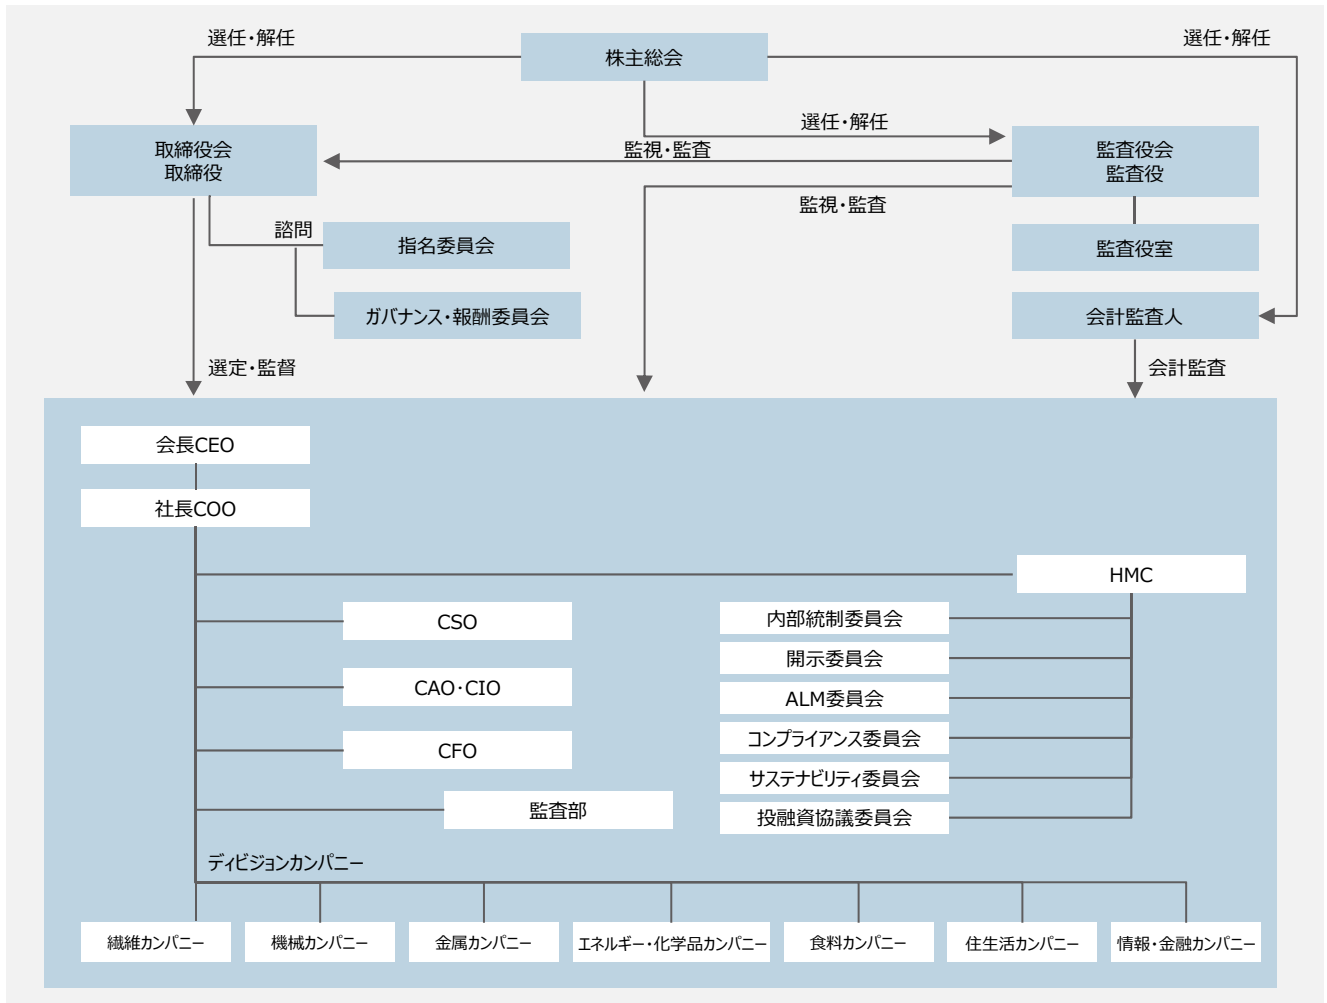 選任・解任
株主総会
選任・解任
選任・解任
取締役会
取締役
監視・監査
監査役会
監査役
監視・監査
諮問
指名委員会
監査役室
ガバナンス・報酬委員会
会計監査人
選定・監督
会計監査
会長CEO
社長COO
HMC
CSO
内部統制委員会
開示委員会
CAO・CIO
ALM委員会
CFO
コンプライアンス委員会
サステナビリティ委員会
監査部
投融資協議委員会
ディビジョンカンパニー
繊維カンパニー
機械カンパニー
金属カンパニー
エネルギー・化学品カンパニー
食料カンパニー
住生活カンパニー
情報・金融カンパニー